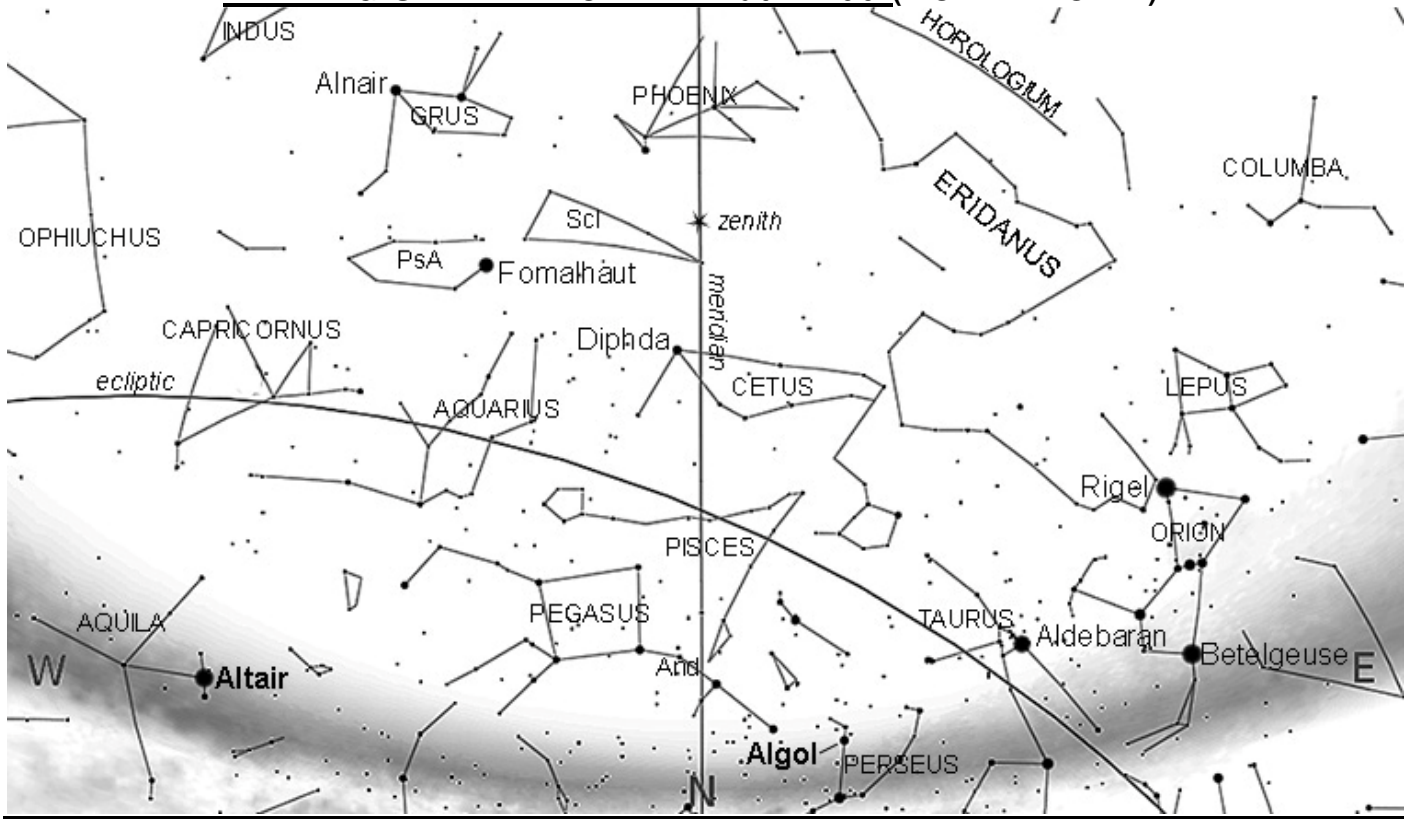 INDUS
HOROLOGIUM
Alnair
PHOENIX
GRUS
COLUMBA
ERIDANUS
Scl
zenith
OPHIUCHUS
PsA
Fomalhaut
meridian
CAPRICORNUS
Diphda
ecliptic
CETUS
LEPUS
AQUARIUS
Rigel
ORION
PISCES
PEGASUS
TAURUS
AQUILA
Aldebaran
W
And
Betelgeuse
E
Altair
Algol
PERSEUS
N